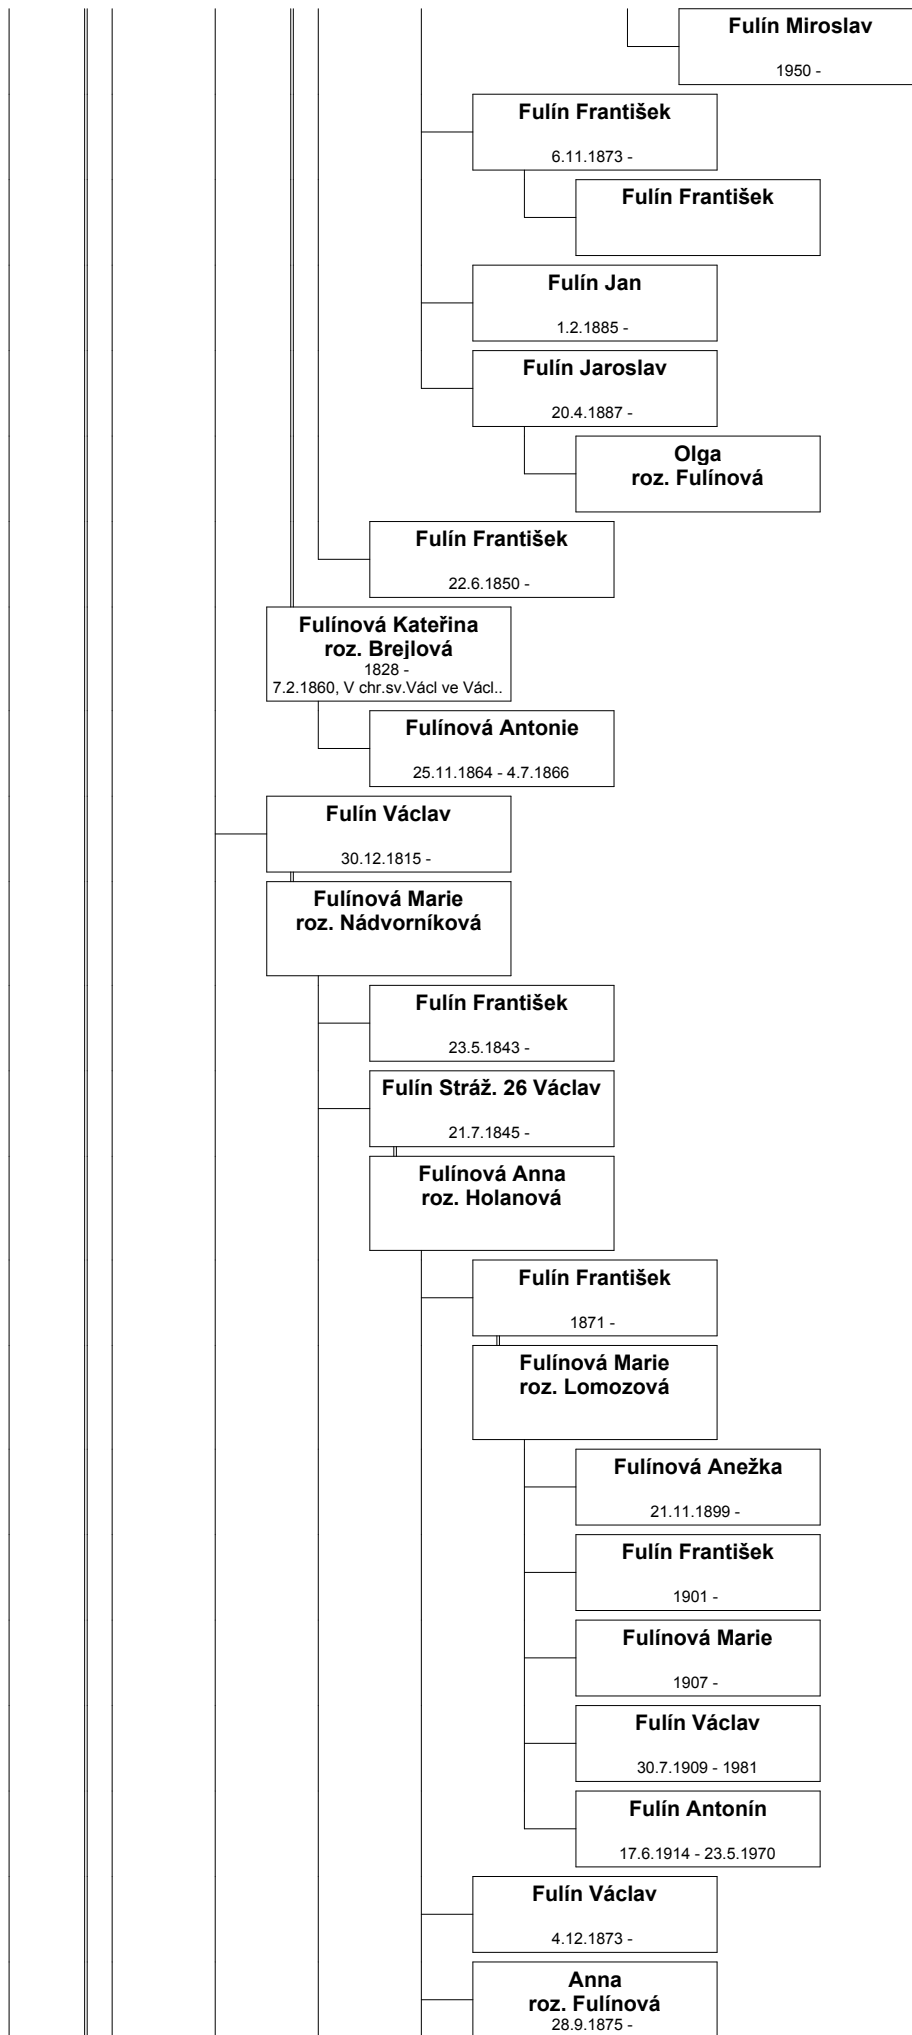 Fulín Miroslav
1950 -
Fulín František
6.11.1873 -
Fulín František
Fulín Jan
1.2.1885 -
Fulín Jaroslav
20.4.1887 -
Olga
roz. Fulínová
Fulín František
22.6.1850 -
Fulínová Kateřina
roz. Brejlová
1828 -
7.2.1860, V chr.sv.Václ ve Václ..
Fulínová Antonie
25.11.1864 - 4.7.1866
Fulín Václav
30.12.1815 -
Fulínová Marie
roz. Nádvorníková
Fulín František
23.5.1843 -
Fulín Stráž. 26 Václav
21.7.1845 -
Fulínová Anna
roz. Holanová
Fulín František
1871 -
Fulínová Marie
roz. Lomozová
Fulínová Anežka
21.11.1899 -
Fulín František
1901 -
Fulínová Marie
1907 -
Fulín Václav
30.7.1909 - 1981
Fulín Antonín
17.6.1914 - 23.5.1970
Fulín Václav
4.12.1873 -
Anna
roz. Fulínová
28.9.1875 -